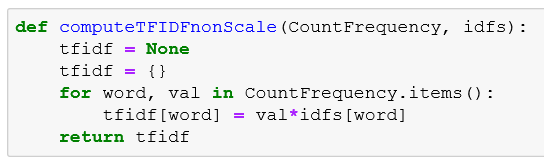 def computeTFIDFnonScale(CountFrequency, idfs):
    tfidf = None
    tfidf = {}
    for word, val in CountFrequency.items():
        tfidf[word] = val*idfs[word]
    return tfidf